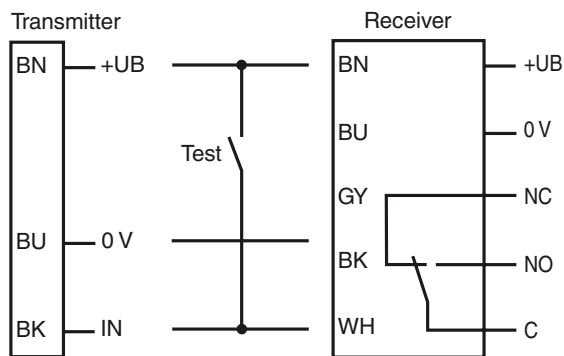 Transmitter
BN +UB
BU 0 V
BK IN
Test
Receiver
BN +UB
BU 0 V
GY NC
BK NO
WH C